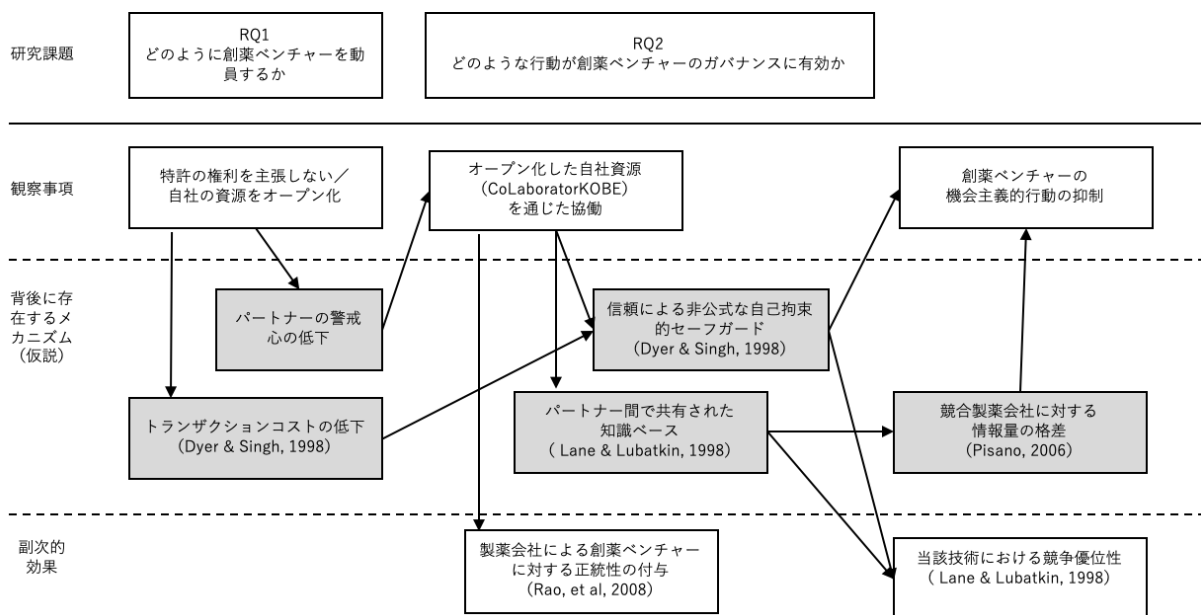 研究課題
RQ1
どのように創薬ベンチャーを動
員するか
RQ2
どのような行動が創薬ベンチャーのガバナンスに有効か
観察事項
特許の権利を主張しない／
自社の資源をオープン化
オープン化した自社資源
(CoLaboratorKOBE)
を通じた協働
創薬ベンチャーの
機会主義的行動の抑制
背後に存
在するメ
カニズム
（仮説）
パートナーの警戒
心の低下
信頼による非公式な自己拘束
的セーフガード
(Dyer & Singh, 1998)
トランザクションコストの低下
(Dyer & Singh, 1998)
パートナー間で共有された
知識ベース
( Lane & Lubatkin, 1998)
競合製薬会社に対する
情報量の格差
(Pisano, 2006)
副次的
効果
製薬会社による創薬ベンチャー
に対する正統性の付与
(Rao, et al, 2008)
当該技術における競争優位性
( Lane & Lubatkin, 1998)